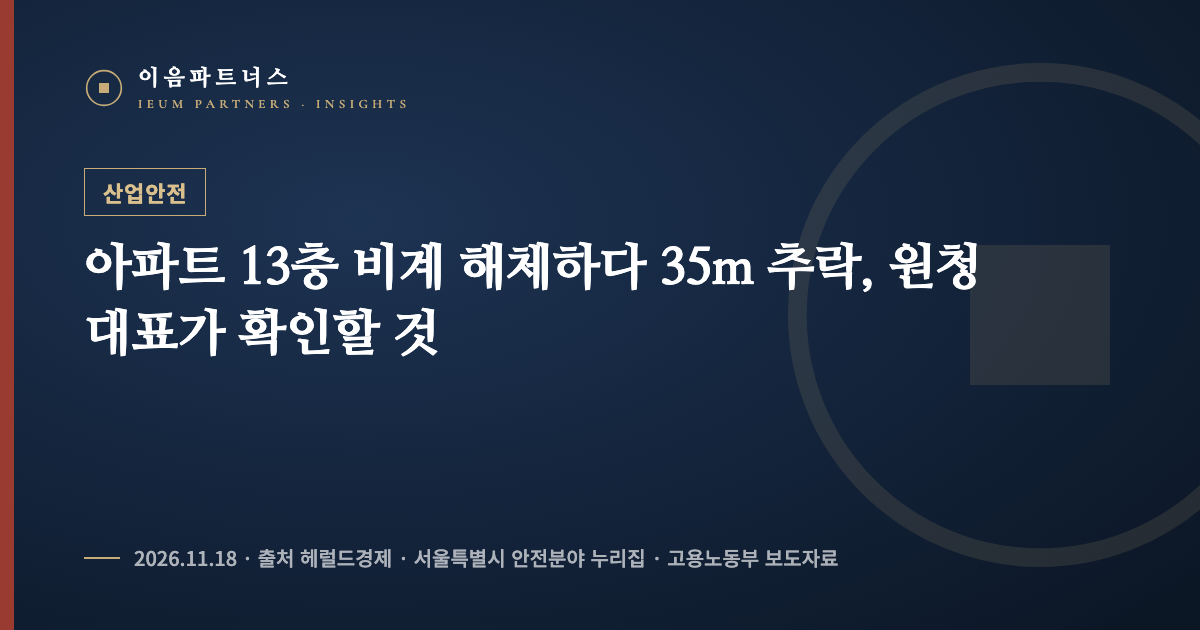 이음파트너스
IEUM PARTNERS · INSIGHTS
산업안전
아파트 13층 비계 해체하다 35m 추락, 원청
대표가 확인할 것
2026.11.18 · 출처 헤럴드경제 · 서울특별시 안전분야 누리집 · 고용노동부 보도자료